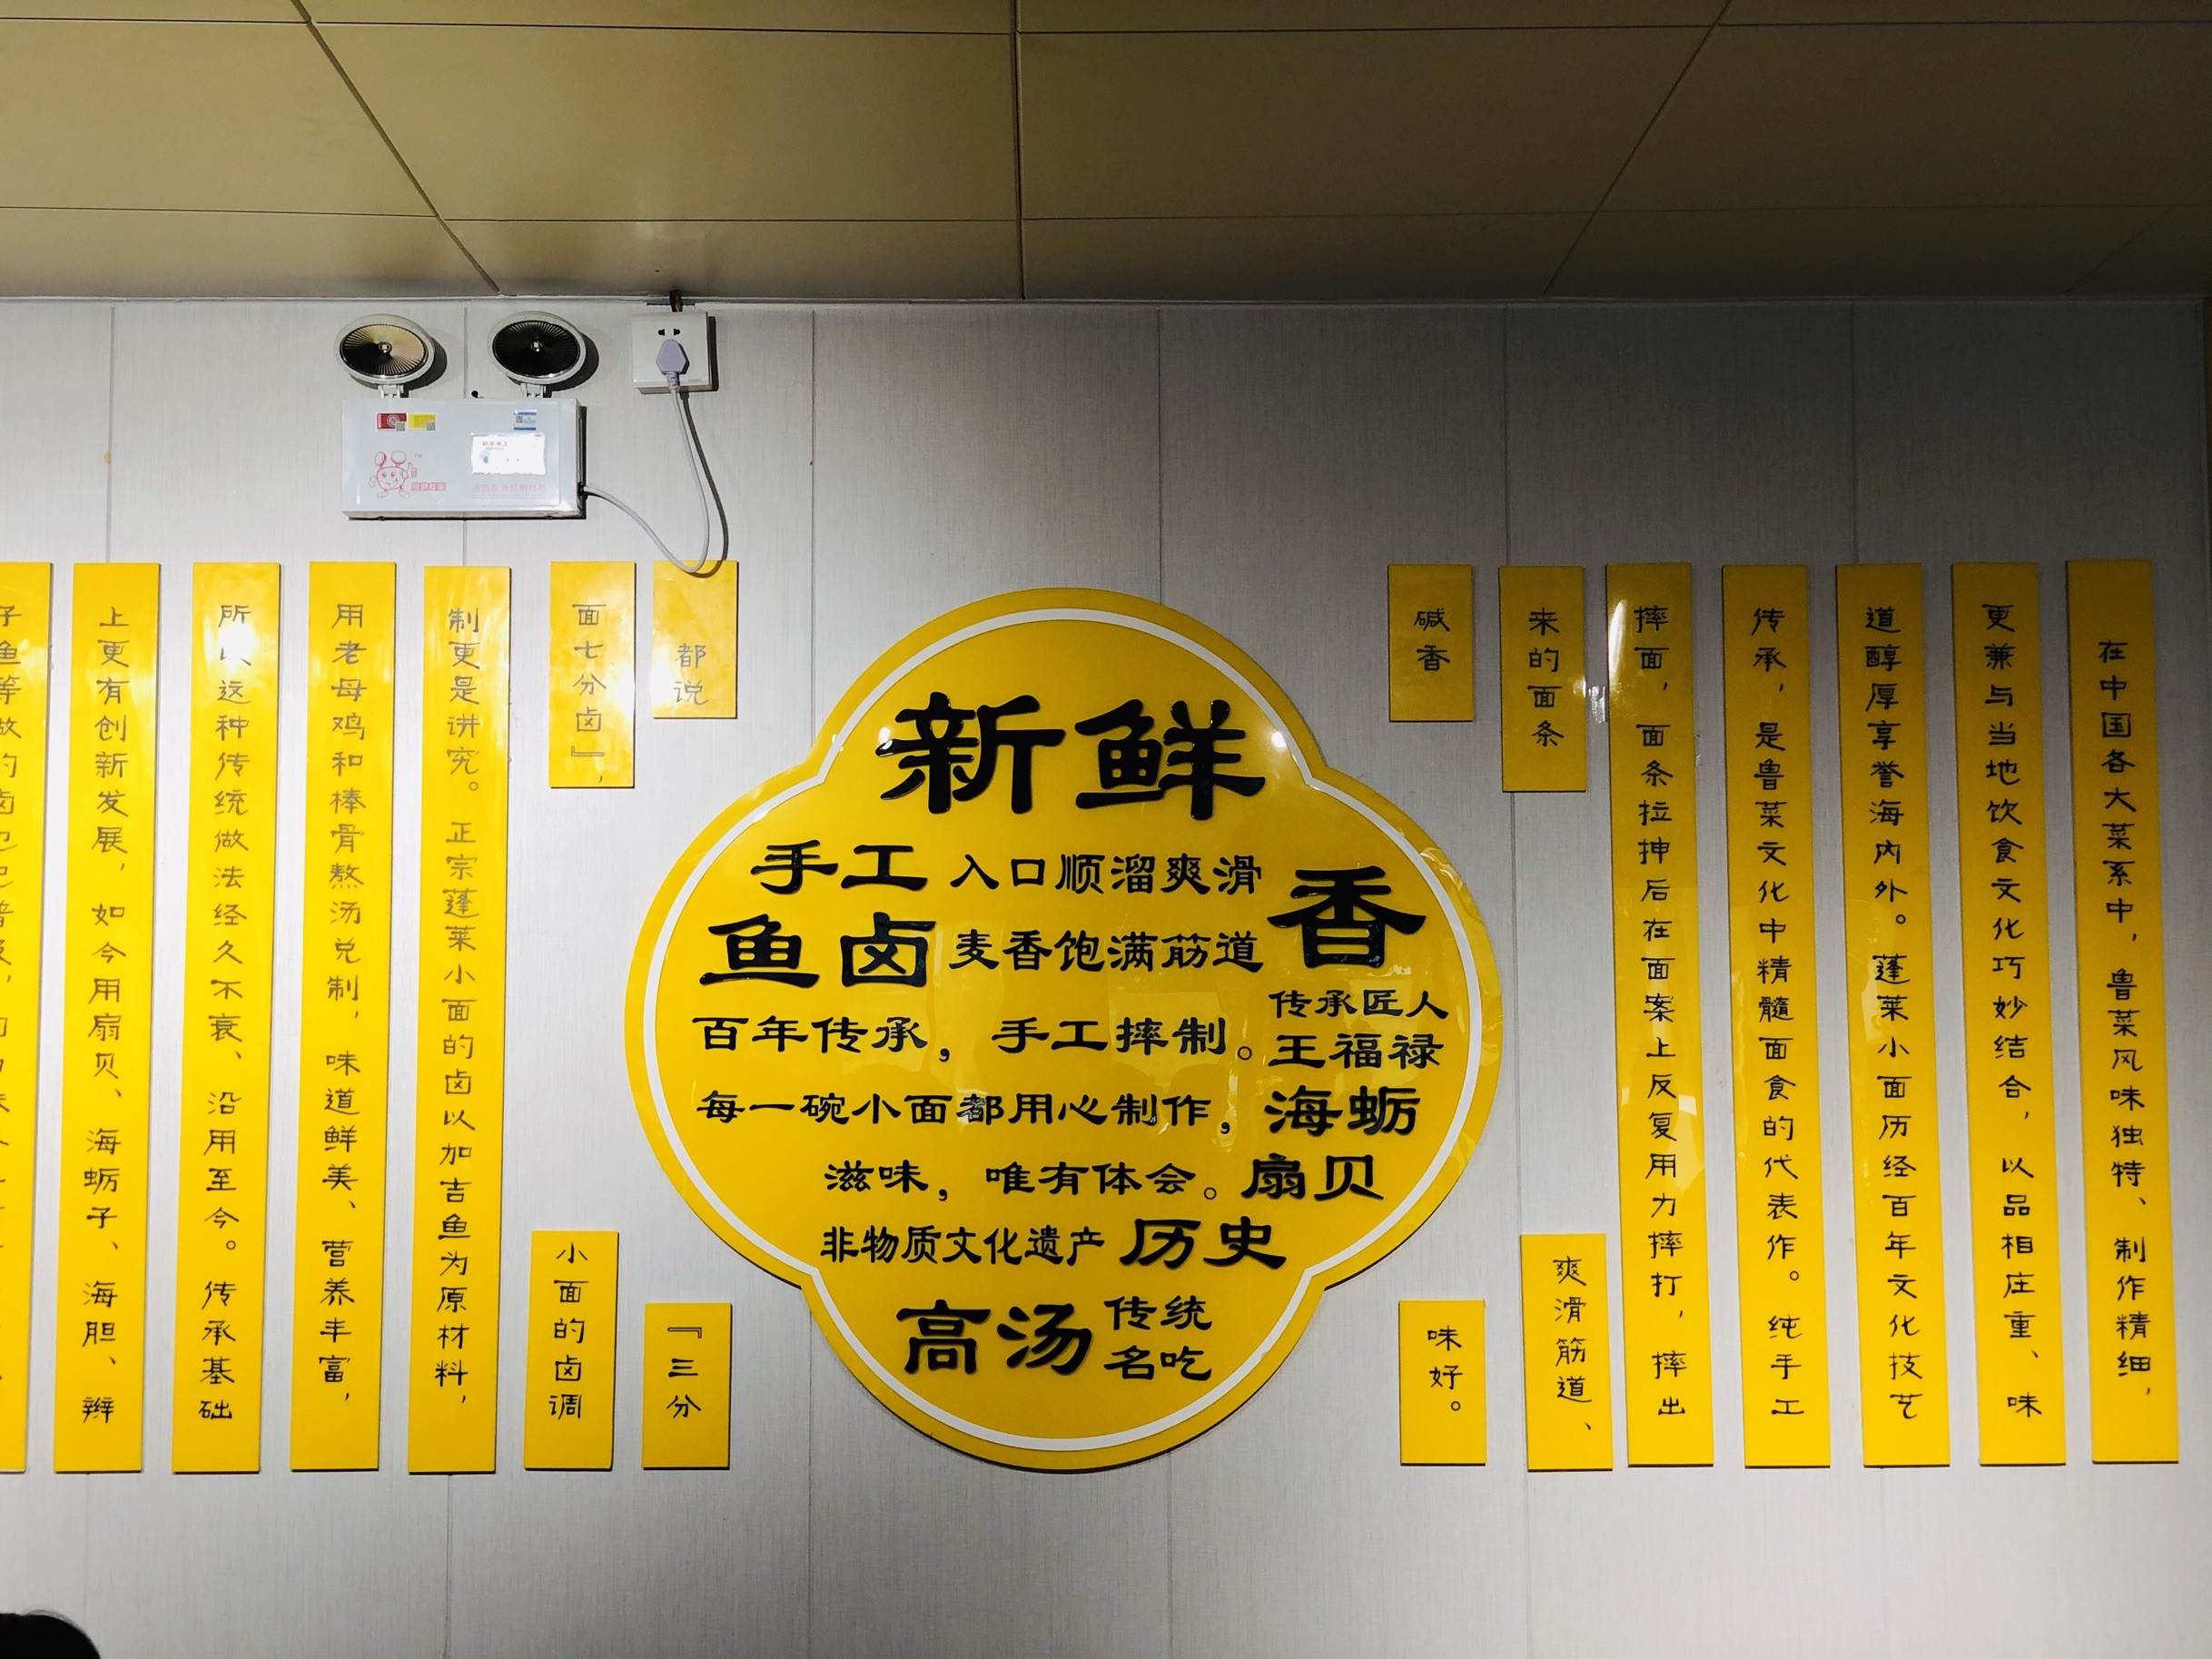 在中国各大菜系中，鲁菜风味独特、制作精细，
更兼与当地饮食文化巧妙结合，以品相庄重、味
道醇厚享誉海内外。蓬莱小面历经百年文化技艺
传承，是鲁菜文化中精髓面食的代表作。纯手工
摔面，面条拉抻后在面案上反复用力摔打，摔出
来的面条
爽滑筋道、
碱香
味好。
新鲜
手工 入口顺溜爽滑
香
鱼卤 麦香饱满筋道
传承匠人
百年传承，手工摔制。王福禄
每一碗小面都用心制作，海蛎
滋味，唯有体会。扇贝
非物质文化遗产 历史
高汤 传统
名吃
都说
『三分
面七分卤』，
小面的卤调
制更是讲究。正宗蓬莱小面的卤以加吉鱼为原材料，
用老母鸡和棒骨熬汤兑制，味道鲜美、营养丰富，
所以这种传统做法经久不衰、沿用至今。传承基础
上更有创新发展，如今用扇贝、海蛎子、海胆、辫
子鱼等做的卤也